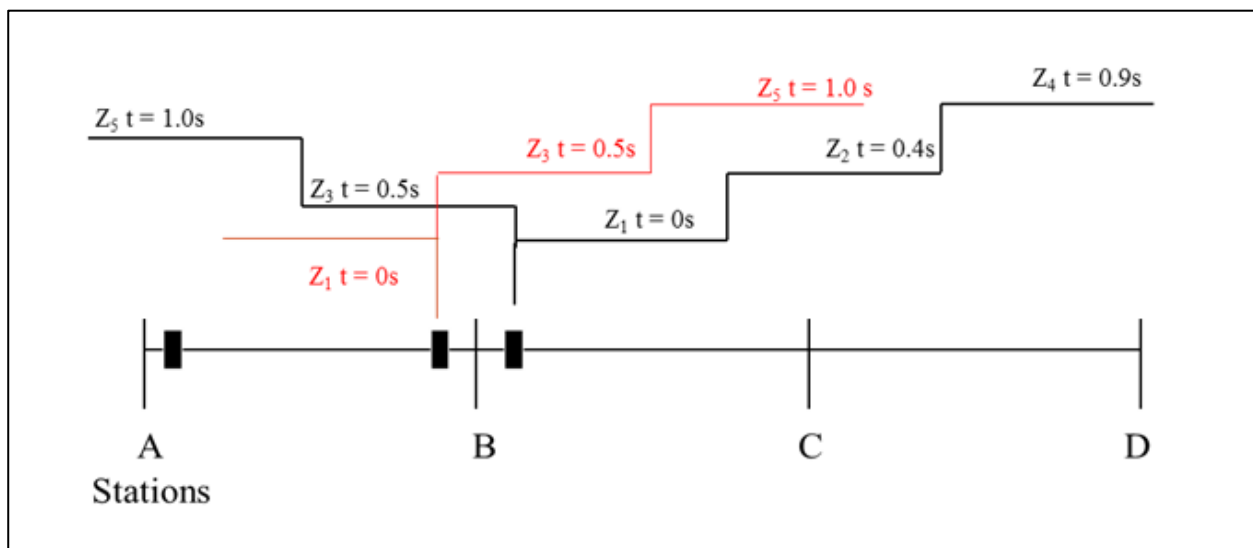 Z₅ t = 1.0s
Z₃ t = 0.5s
Z₁ t = 0s
Z₃ t = 0.5s
Z₅ t = 1.0 s
Z₁ t = 0s
Z₂ t = 0.4s
Z₄ t = 0.9s
A B C D
Stations